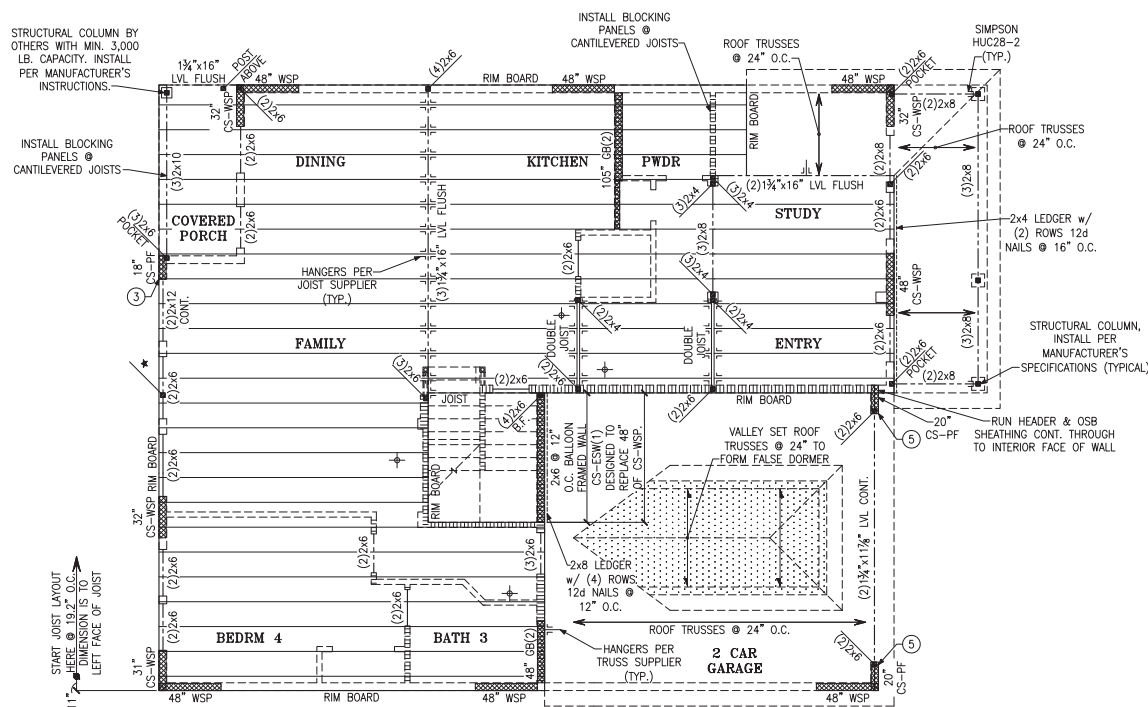 STRUCTURAL COLUMN BY
OTHERS WITH MIN. 3,000
LB. CAPACITY. INSTALL
PER MANUFACTURER'S
INSTRUCTIONS.
1¾"x16"
LVL FLUSH
POST
ABOVE
48" WSP
(2)2x6
(4)2x6
RIM BOARD
48" WSP
INSTALL BLOCKING
PANELS @
CANTILEVERED JOISTS
ROOF TRUSSES
@ 24" O.C.
48" WSP
(2)2x6
POCKET
SIMPSON
HUC28-2
(TYP.)
32"
CS-WSP
(2)2x6
INSTALL BLOCKING
PANELS @
CANTILEVERED JOISTS
(3)2x10
DINING
KITCHEN
105" GB(2)
PWDR
RIM BOARD
32"
CS-WSP
(2)2x8
ROOF TRUSSES
@ 24" O.C.
(2)2x8
(2)2x6
(3)2x8
(2)1¾"x16" LVL FLUSH
(3)2x4
(3)2x4
STUDY
COVERED
PORCH
(2)2x6
(3)2x6
POCKET
18"
CS-PF
3
(2)2x12
CONT.
HANGERS PER
JOIST SUPPLIER
(TYP.)
(3)1¾"x16" LVL FLUSH
(2)2x6
(3)2x8
(3)2x4
(2)2x6
2x4 LEDGER w/
(2) ROWS 12d
NAILS @ 16" O.C.
48"
CS-WSP
(3)2x8
FAMILY
DOUBLE
JOIST
(2)2x4
DOUBLE
JOIST
(2)2x4
ENTRY
(2)2x6
(2)2x6
POCKET
(2)2x8
STRUCTURAL COLUMN,
INSTALL PER
MANUFACTURER'S
SPECIFICATIONS (TYPICAL)
(2)2x6
(3)2x6
JOIST
(2)2x6
(2)2x6
(4)2x6
B.F.
(2)2x6
RIM BOARD
20"
CS-PF
(2)2x6
5
RUN HEADER & OSB
SHEATHING CONT. THROUGH
TO INTERIOR FACE OF WALL
RIM BOARD
(2)2x6
RIM BOARD
2x6 @ 12"
O.C. BALLOON
FRAMED WALL
CS-ESW(1)
DESIGNED TO
REPLACE 48"
OF CS-WSP.
VALLEY SET ROOF
TRUSSES @ 24" TO
FORM FALSE DORMER
(2)1¾"x11⅞" LVL CONT.
32"
CS-WSP
(2)2x6
(3)2x6
2x8 LEDGER
w/ (4) ROWS
12d NAILS @
12" O.C.
START JOIST LAYOUT
HERE @ 19.2" O.C.
DIMENSION IS TO
LEFT FACE OF JOIST
11"
(2)2x6
BEDRM 4
(2)2x6
BATH 3
48" GB(2)
ROOF TRUSSES @ 24" O.C.
HANGERS PER
TRUSS SUPPLIER
(TYP.)
2 CAR
GARAGE
(2)2x6
5
20"
CS-PF
31"
CS-WSP
48" WSP
RIM BOARD
48" WSP
48" WSP